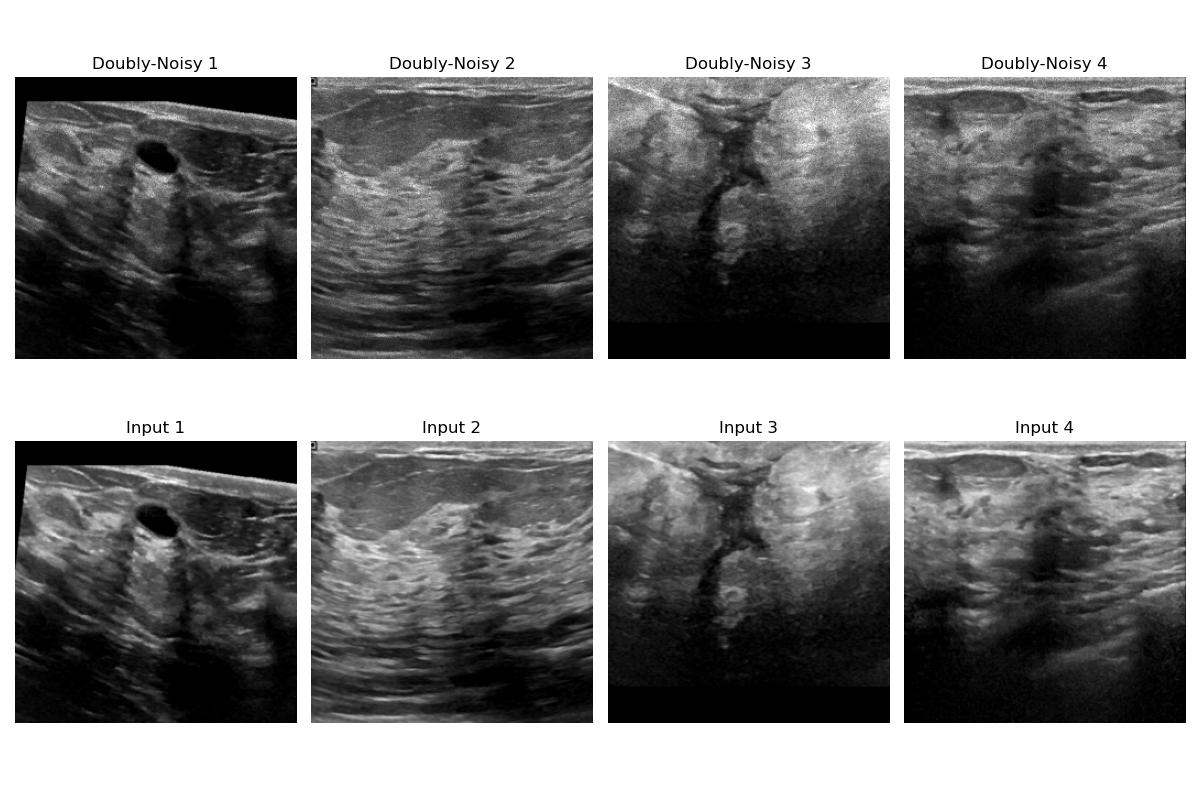 Doubly-Noisy 1
Doubly-Noisy 2
Doubly-Noisy 3
Doubly-Noisy 4
Input 1
Input 2
Input 3
Input 4